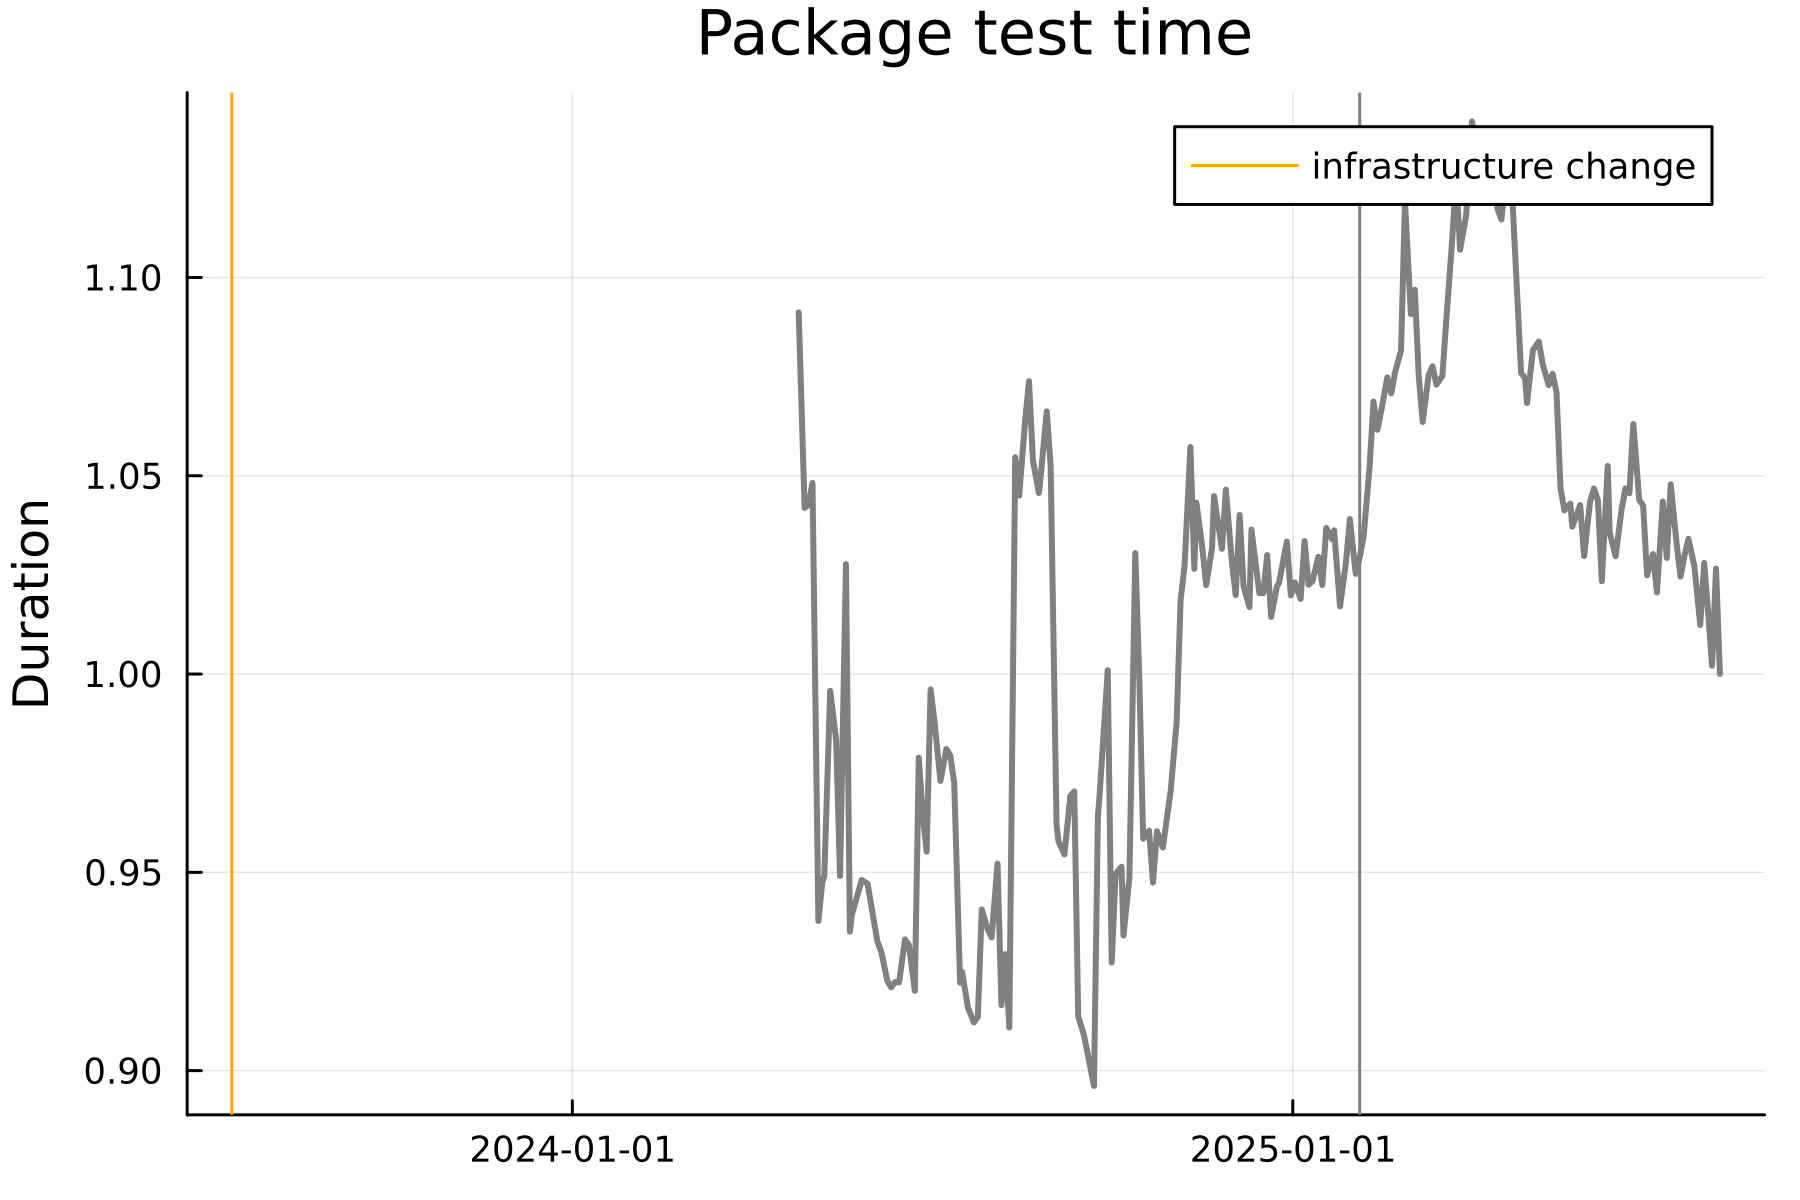 Package test time
infrastructure change
Duration
1.10
1.05
1.00
0.95
0.90
2024-01-01
2025-01-01